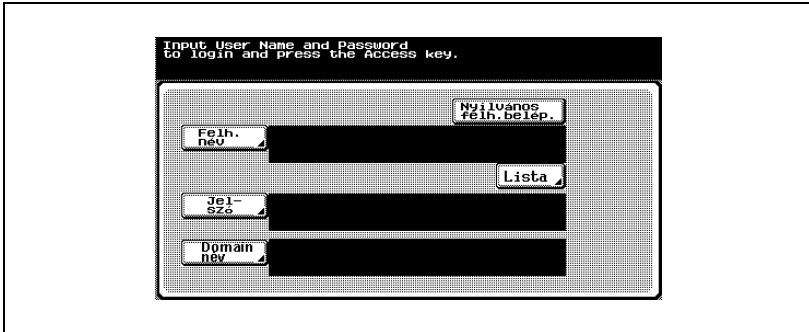 Input User Name and Password
to login and press the Access key.
Nyilvános
felh.belép.
Felh.
név
Lista
Jel-
szó
Domain
név